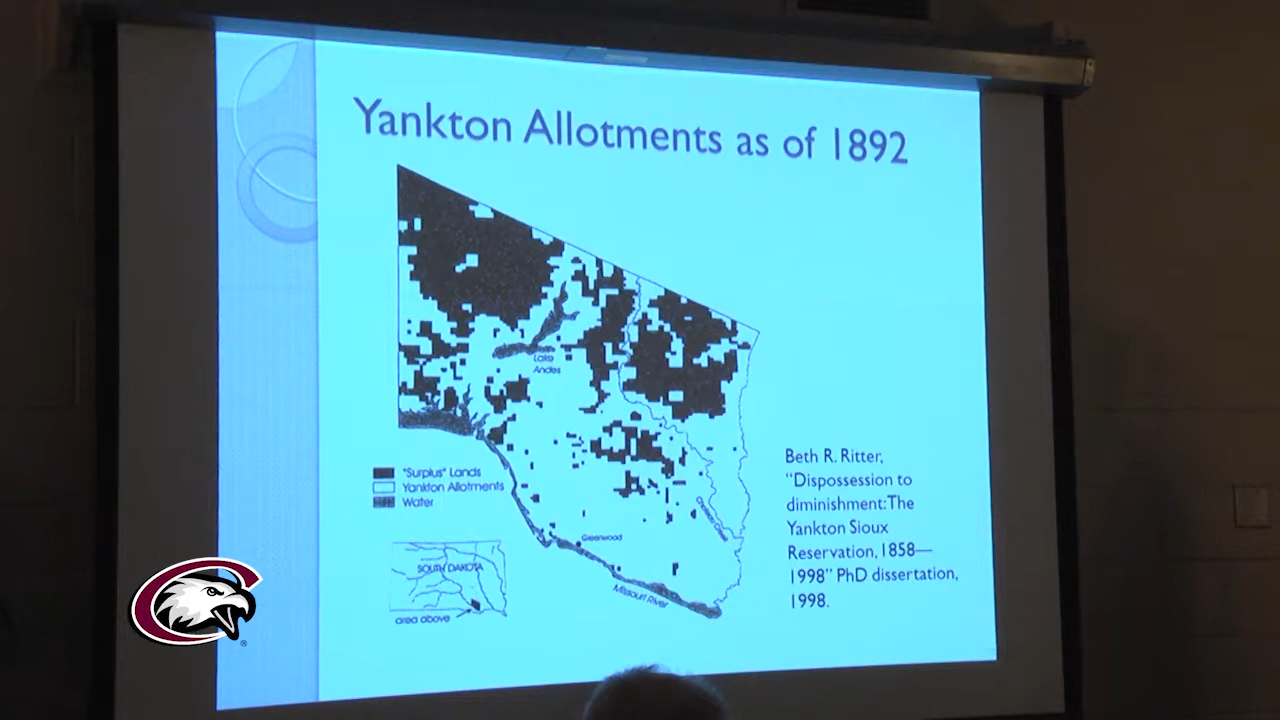 Yankton Allotments as of 1892
Lake
Andes
"Surplus" Lands
Yankton Allotments
Water
Greenwood
Missouri River
SOUTH DAKOTA
area above
Beth R. Ritter,
“Dispossession to
diminishment: The
Yankton Sioux
Reservation, 1858—
1998” PhD dissertation,
1998.
C
®